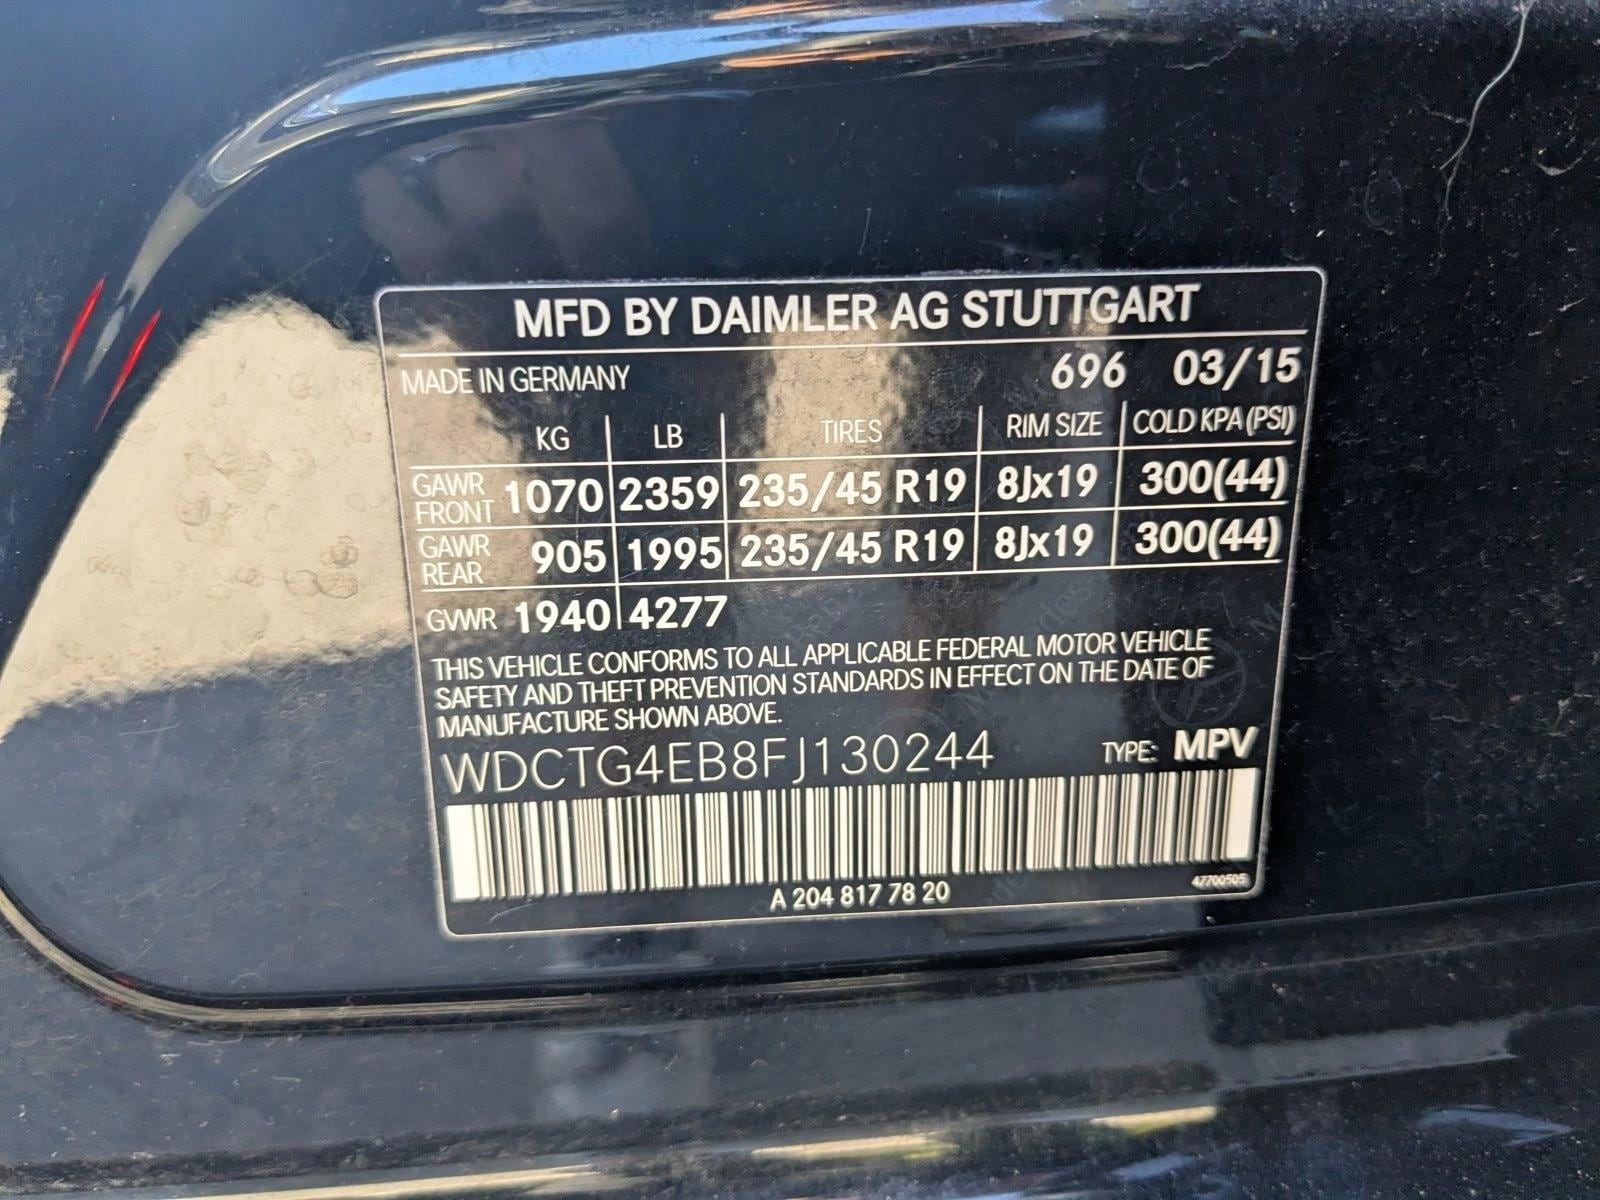 MFD BY DAIMLER AG STUTTGART
MADE IN GERMANY 696 03/15
KG LB TIRES RIM SIZE COLD KPA (PSI)
GAWR FRONT 1070 2359 235/45 R19 8Jx19 300(44)
GAWR REAR 905 1995 235/45 R19 8Jx19 300(44)
GVWR 1940 4277
THIS VEHICLE CONFORMS TO ALL APPLICABLE FEDERAL MOTOR VEHICLE
SAFETY AND THEFT PREVENTION STANDARDS IN EFFECT ON THE DATE OF
MANUFACTURE SHOWN ABOVE.
WDCTG4EB8FJ130244 TYPE: MPV
A 204 817 78 20 47700505